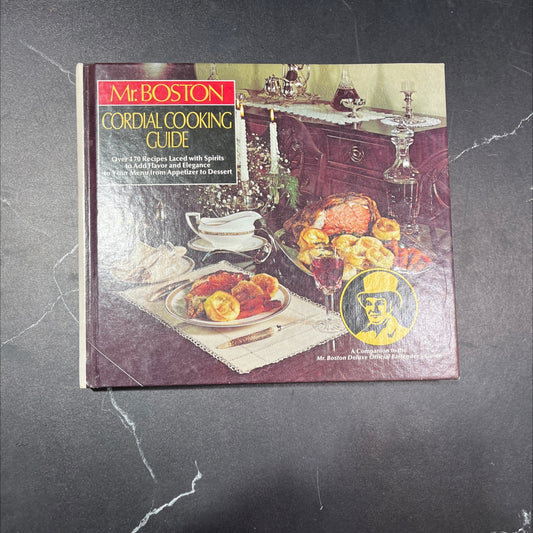 Mr. BOSTON
CORDIAL COOKING
GUIDE
Over 170 Recipes Laced with Spirits
to Add Flavor and Elegance
to Your Menu from Appetizer to Dessert
A Companion to the
Mr. Boston Deluxe Official Bartender's Guide